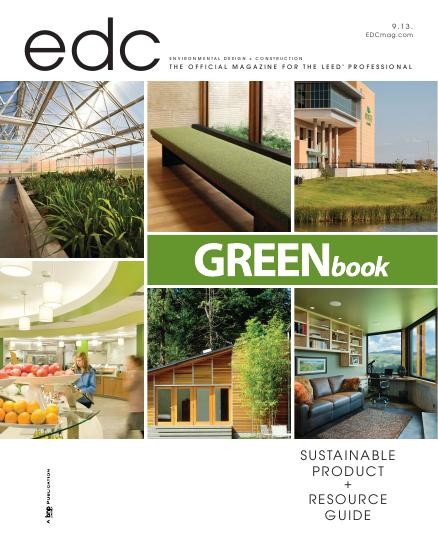 edc
9.13.
EDCmag.com
ENVIRONMENTAL DESIGN + CONSTRUCTION
THE OFFICIAL MAGAZINE FOR THE LEED® PROFESSIONAL
GREENbook
SUSTAINABLE
PRODUCT
+
RESOURCE
GUIDE
A bnp PUBLICATION